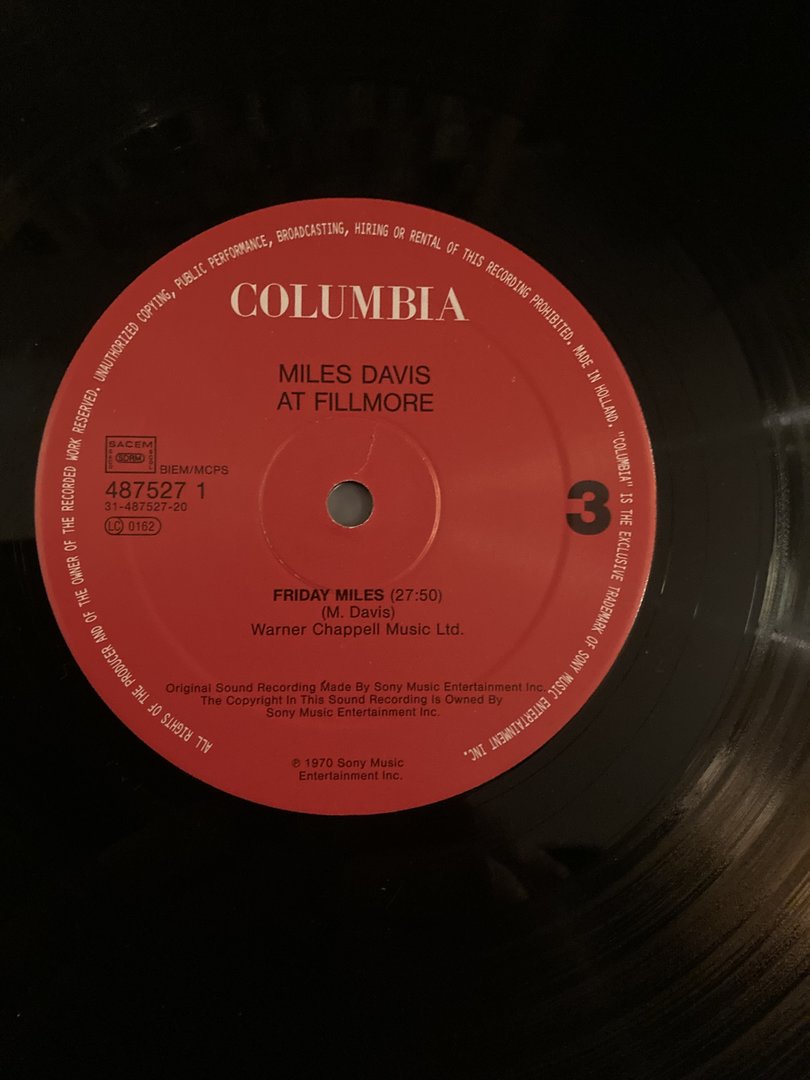 ALL RIGHTS OF THE PRODUCER AND OF THE OWNER OF THE RECORDED WORK RESERVED. UNAUTHORIZED COPYING, PUBLIC PERFORMANCE, BROADCASTING, HIRING OR RENTAL OF THIS RECORDING PROHIBITED. MADE IN HOLLAND. "COLUMBIA" IS THE EXCLUSIVE TRADEMARK OF SONY MUSIC ENTERTAINMENT INC.
COLUMBIA
MILES DAVIS
AT FILLMORE
SACEM
SDRM
BIEM/MCPS
487527 1
31-487527-20
LC 0162
3
FRIDAY MILES (27:50)
(M. Davis)
Warner Chappell Music Ltd.
Original Sound Recording Made By Sony Music Entertainment Inc.
The Copyright In This Sound Recording Is Owned By
Sony Music Entertainment Inc.
℗ 1970 Sony Music
Entertainment Inc.